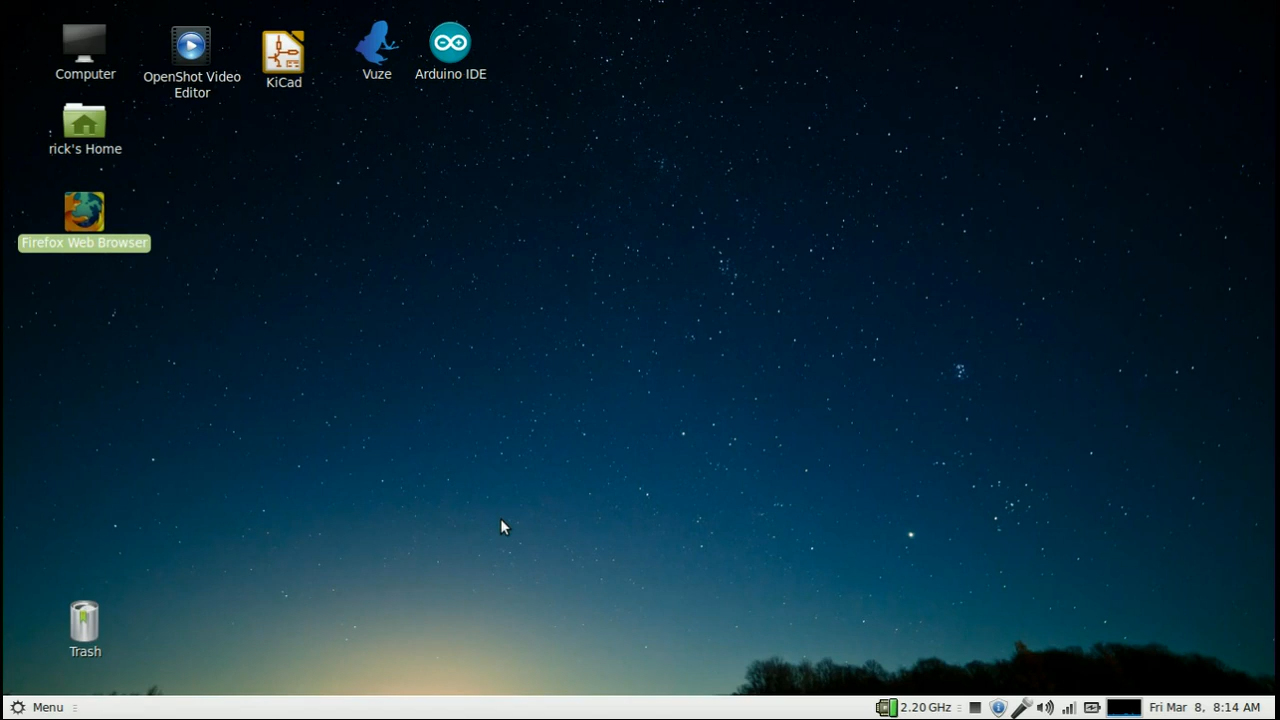 Computer
OpenShot Video
Editor
KiCad
Vuze
Arduino IDE
rick's Home
Firefox Web Browser
Trash
Menu
2.20 GHz
Fri Mar 8, 8:14 AM